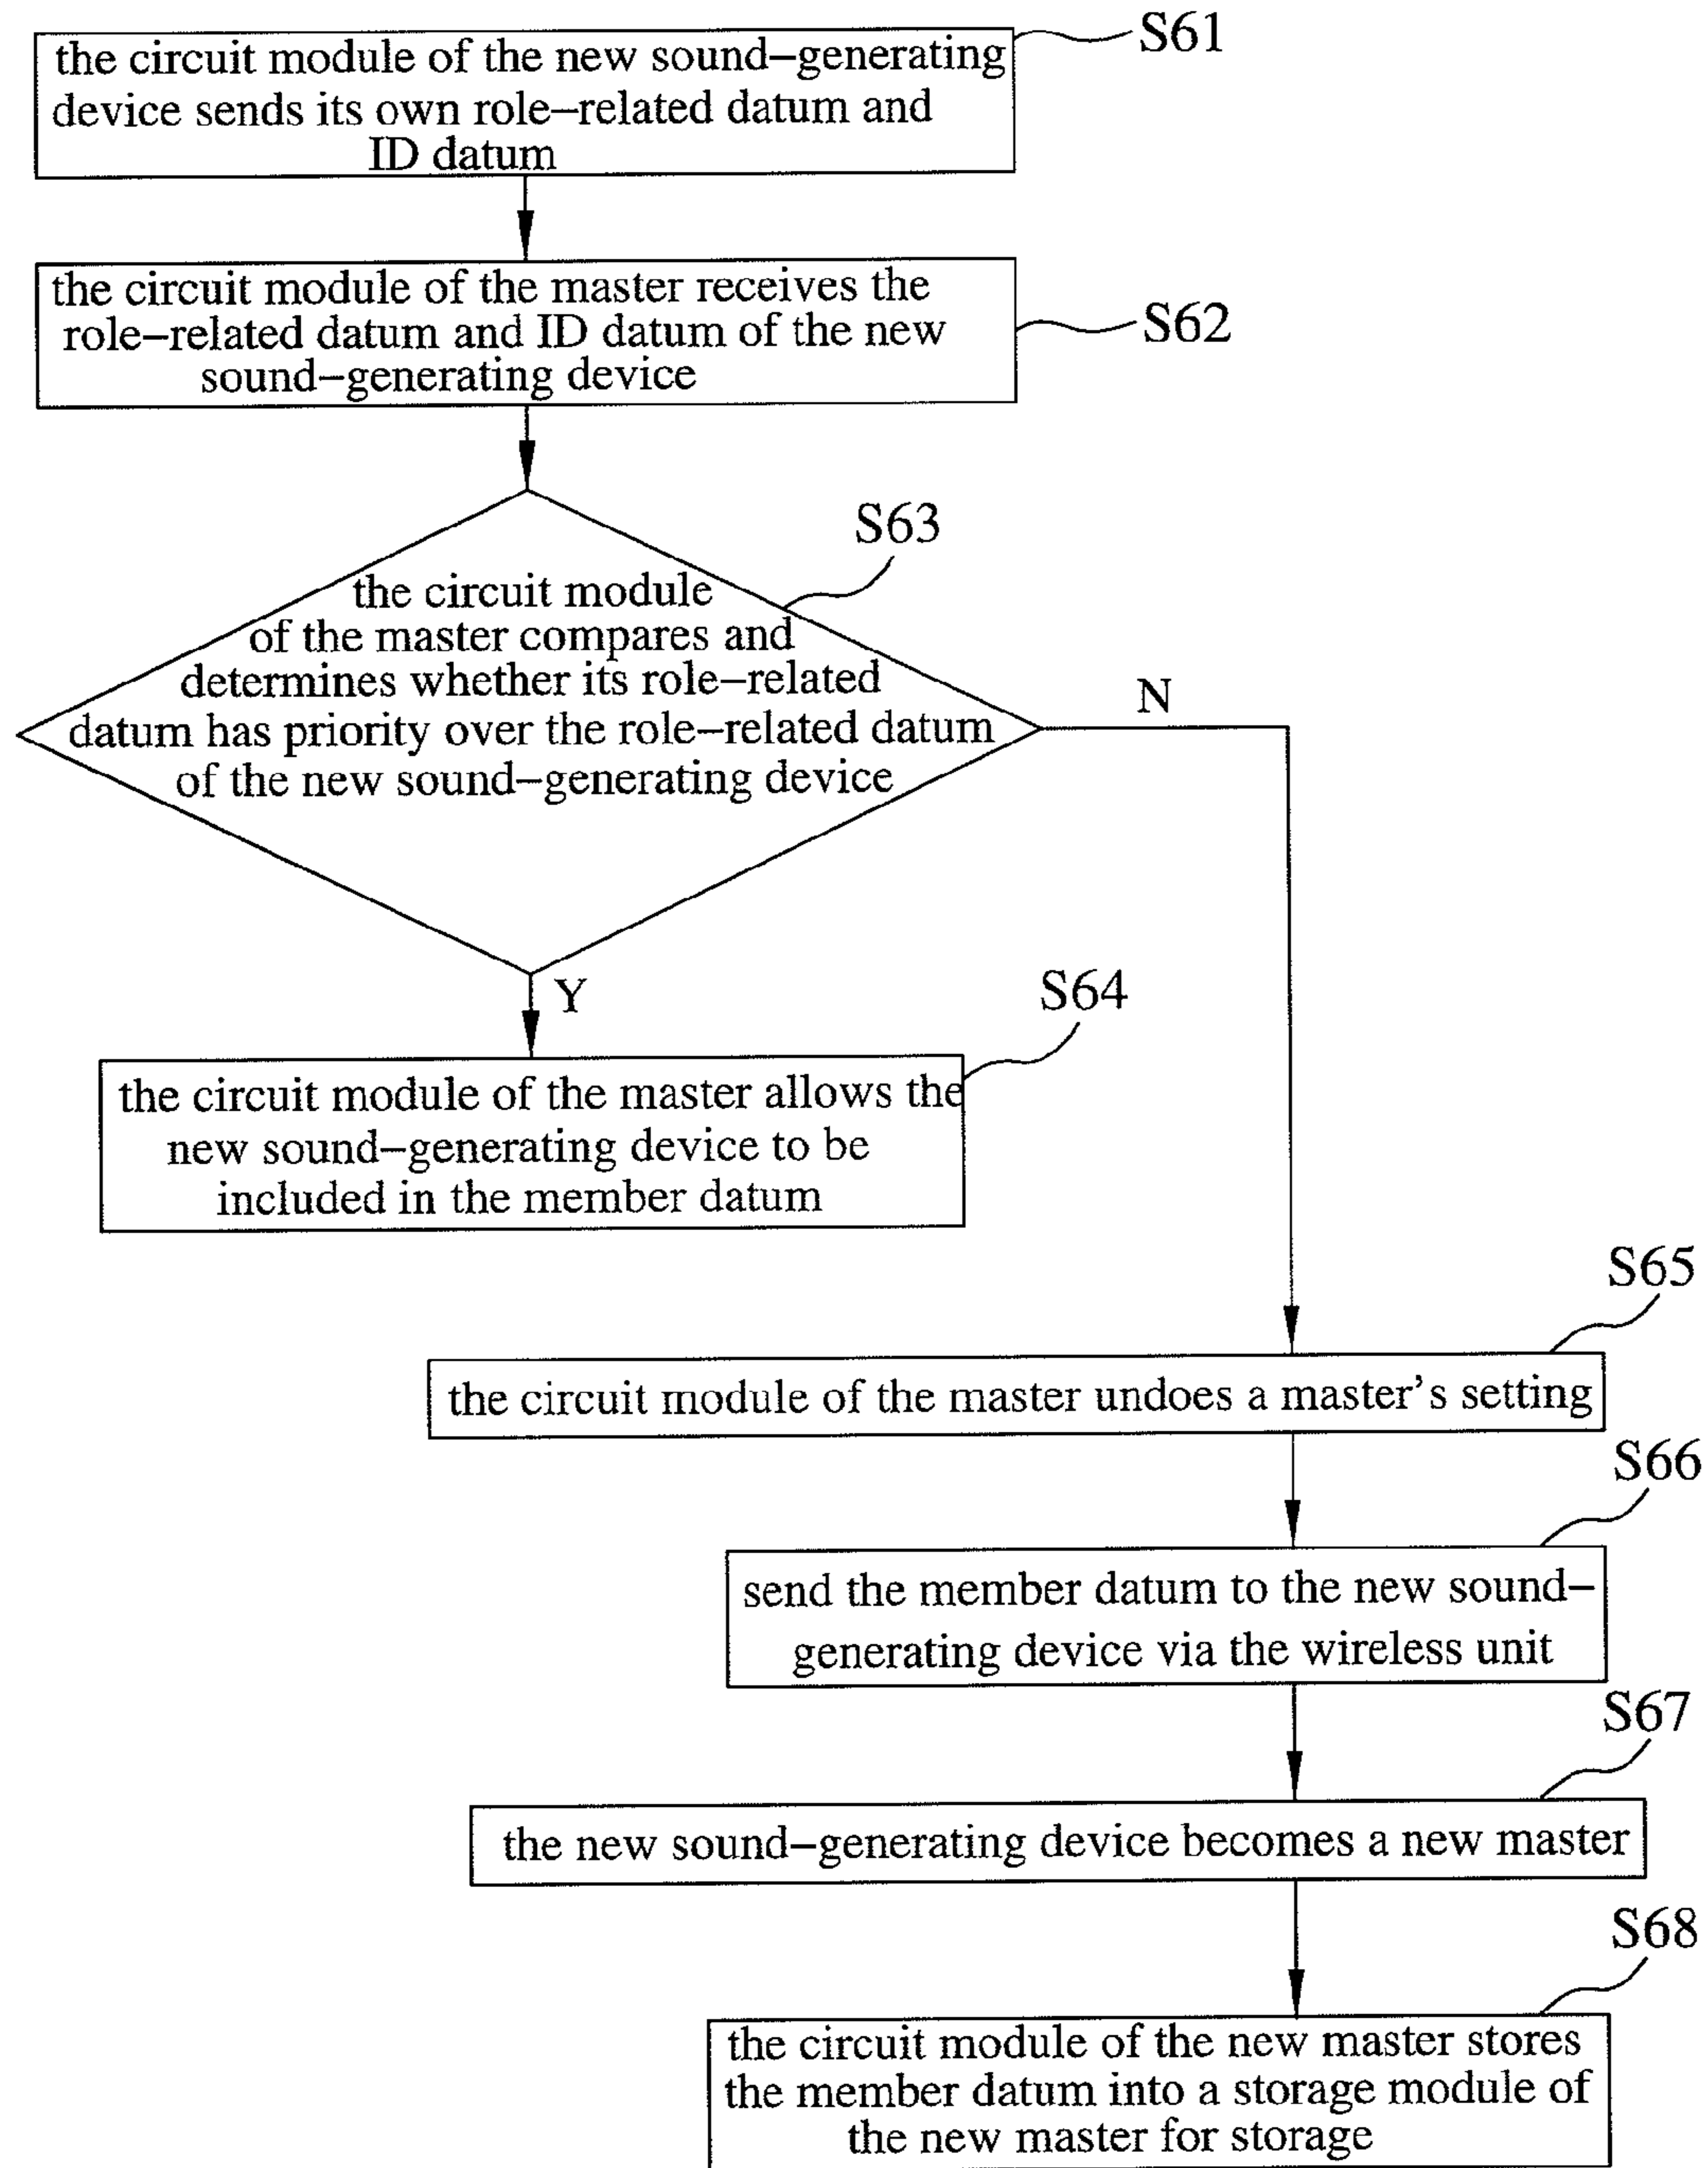 the circuit module of the new sound–generating
device sends its own role–related datum and
ID datum
S61
the circuit module of the master receives the
role–related datum and ID datum of the new
sound–generating device
S62
S63
the circuit module
of the master compares and
determines whether its role–related
datum has priority over the role–related datum
of the new sound–generating device
N
Y
S64
the circuit module of the master allows the
new sound–generating device to be
included in the member datum
S65
the circuit module of the master undoes a master's setting
S66
send the member datum to the new sound–
generating device via the wireless unit
S67
the new sound–generating device becomes a new master
S68
the circuit module of the new master stores
the member datum into a storage module of
the new master for storage